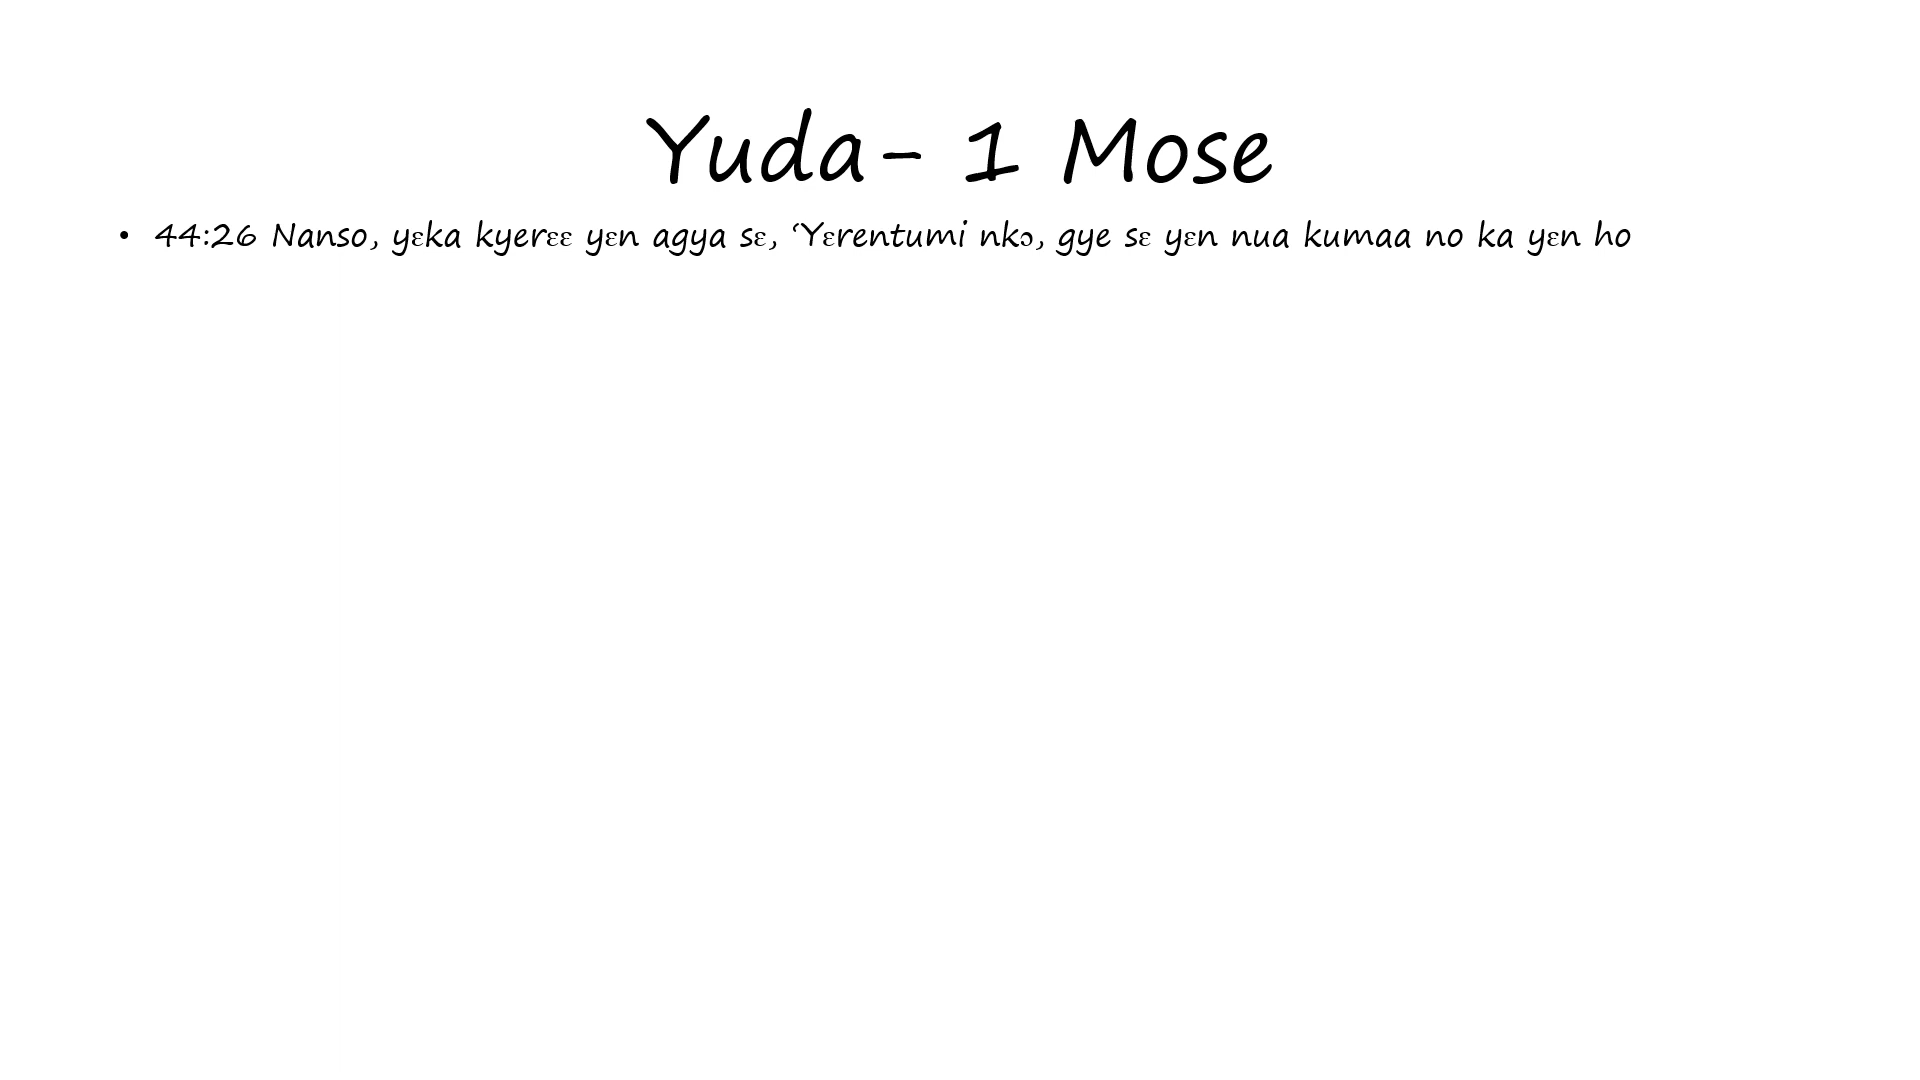 Yuda- 1 Mose
• 44:26 Nanso, yɛka kyerɛɛ yɛn agya sɛ, ‘Yɛrentumi nkɔ, gye sɛ yɛn nua kumaa no ka yɛn ho